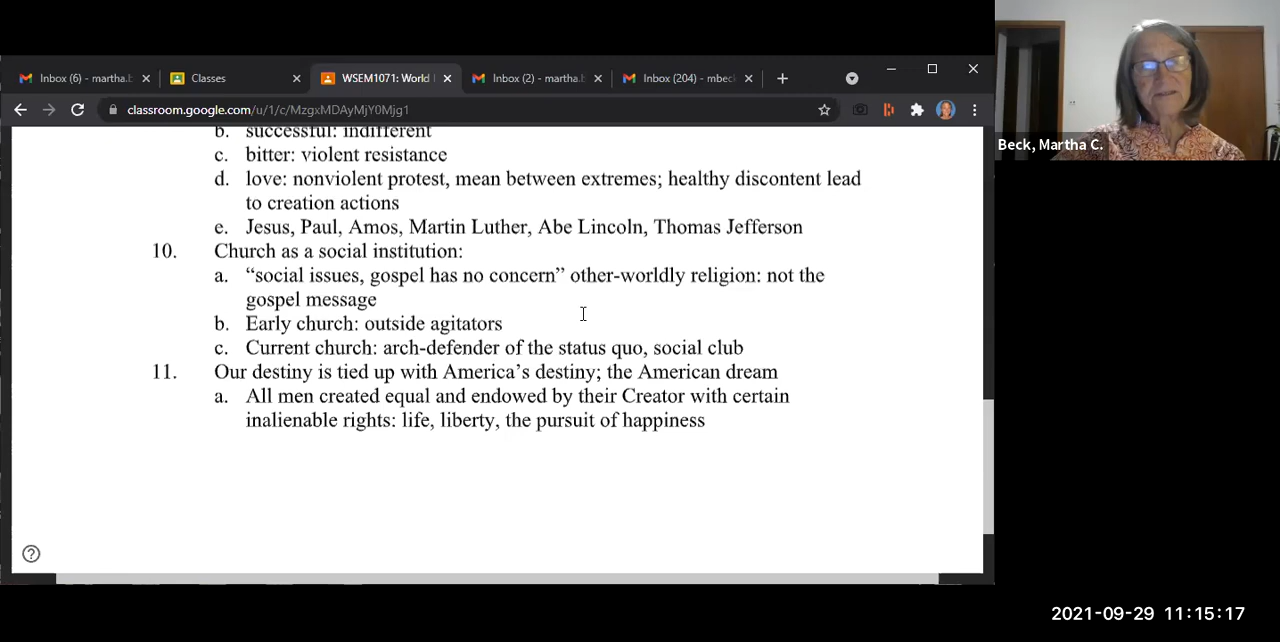 Inbox (6) - martha.b
Classes
WSEM1071: World
Inbox (2) - martha.b
Inbox (204) - mbec
classroom.google.com/u/1/c/MzgxMDAyMjY0Mjg1
Beck, Martha C.
b. successful: indifferent
c. bitter: violent resistance
d. love: nonviolent protest, mean between extremes; healthy discontent lead
to creation actions
e. Jesus, Paul, Amos, Martin Luther, Abe Lincoln, Thomas Jefferson
10. Church as a social institution:
a. “social issues, gospel has no concern” other-worldly religion: not the
gospel message
b. Early church: outside agitators
c. Current church: arch-defender of the status quo, social club
11. Our destiny is tied up with America’s destiny; the American dream
a. All men created equal and endowed by their Creator with certain
inalienable rights: life, liberty, the pursuit of happiness
2021-09-29 11:15:17